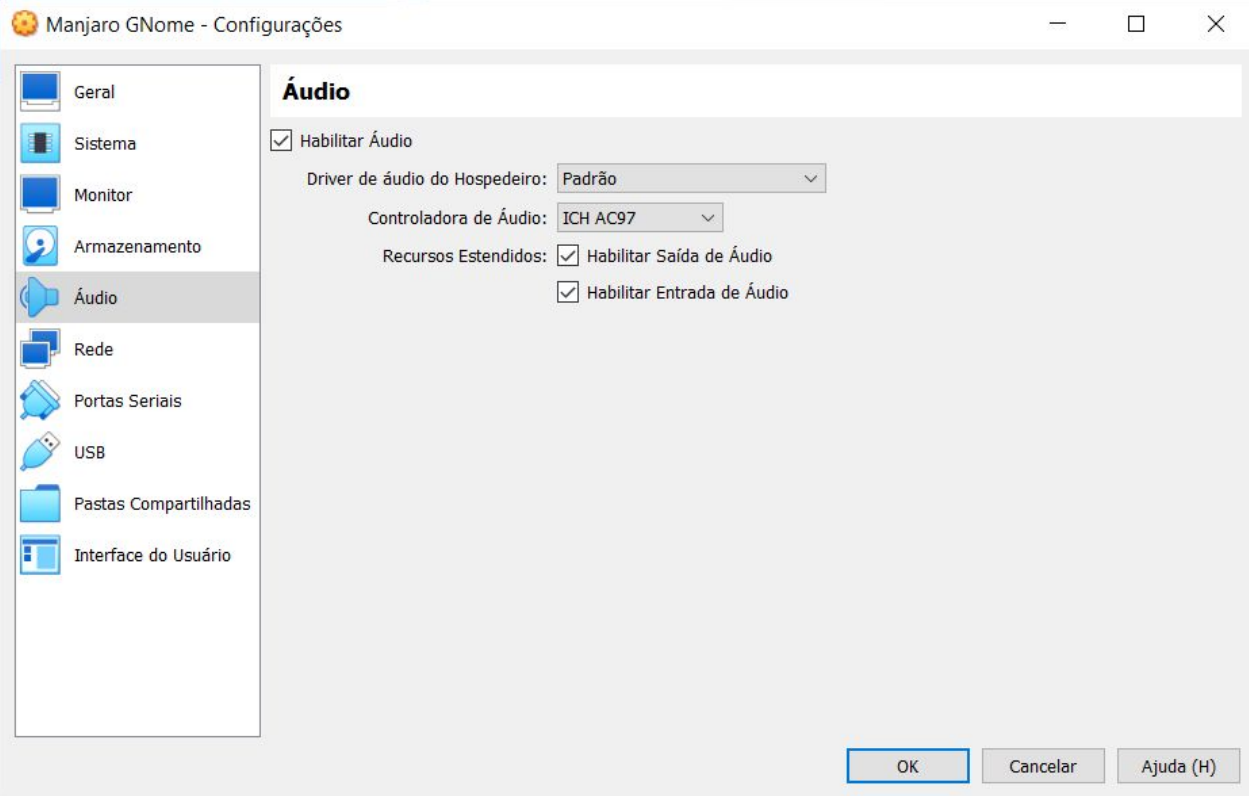 Manjaro GNome - Configurações
Geral
Sistema
Monitor
Armazenamento
Áudio
Rede
Portas Seriais
USB
Pastas Compartilhadas
Interface do Usuário
Áudio
Habilitar Áudio
Driver de áudio do Hospedeiro: Padrão
Controladora de Áudio: ICH AC97
Recursos Estendidos: Habilitar Saída de Áudio
Habilitar Entrada de Áudio
OK Cancelar Ajuda (H)